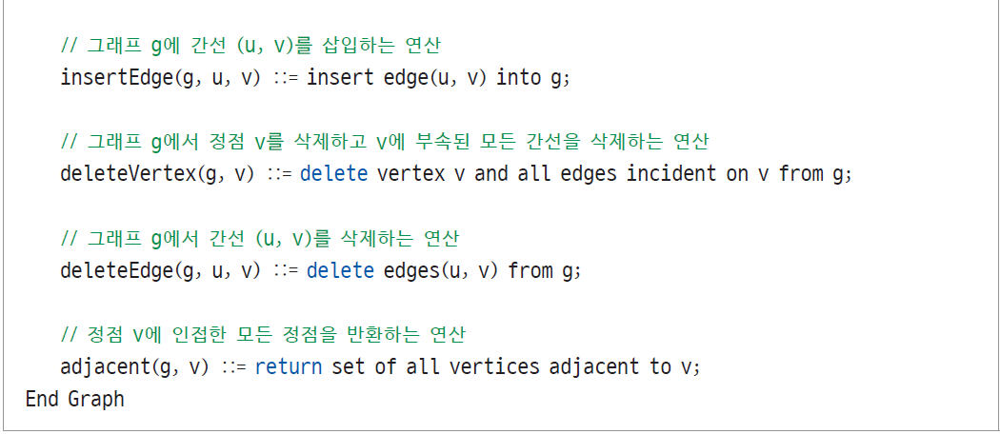 // 그래프 g에 간선 (u, v)를 삽입하는 연산
insertEdge(g, u, v) ::= insert edge(u, v) into g;
// 그래프 g에서 정점 v를 삭제하고 v에 부속된 모든 간선을 삭제하는 연산
deleteVertex(g, v) ::= delete vertex v and all edges incident on v from g;
// 그래프 g에서 간선 (u, v)를 삭제하는 연산
deleteEdge(g, u, v) ::= delete edges(u, v) from g;
// 정점 v에 인접한 모든 정점을 반환하는 연산
adjacent(g, v) ::= return set of all vertices adjacent to v;
End Graph